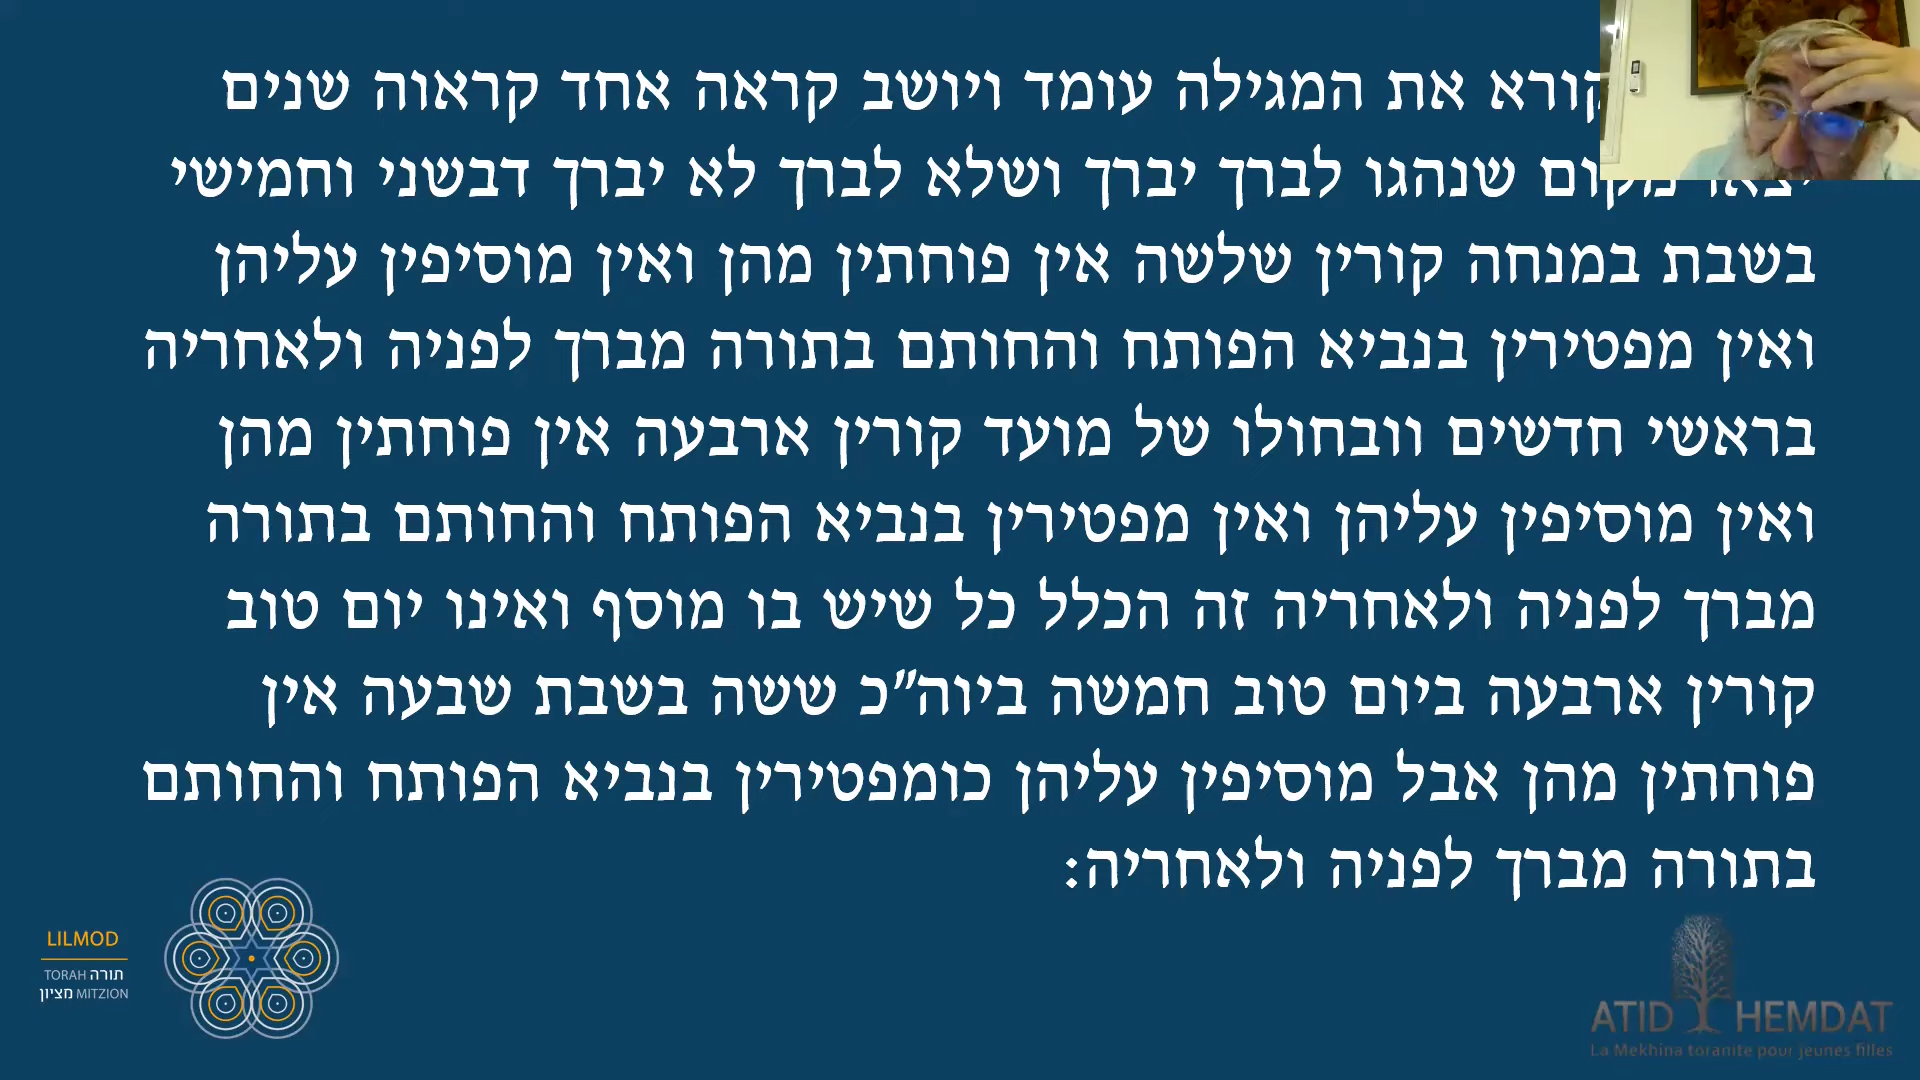 קורא את המגילה עומד ויושב קראה אחד קראוה שנים
יצאו מקום שנהגו לברך יברך ושלא לברך לא יברך דבשני וחמישי
בשבת במנחה קורין שלשה אין פוחתין מהן ואין מוסיפין עליהן
ואין מפטירין בנביא הפותח והחותם בתורה מברך לפניה ולאחריה
בראשי חדשים וובחולו של מועד קורין ארבעה אין פוחתין מהן
ואין מוסיפין עליהן ואין מפטירין בנביא הפותח והחותם בתורה
מברך לפניה ולאחריה זה הכלל כל שיש בו מוסף ואינו יום טוב
קורין ארבעה ביום טוב חמשה ביוה״כ ששה בשבת שבעה אין
פוחתין מהן אבל מוסיפין עליהן כומפטירין בנביא הפותח והחותם
בתורה מברך לפניה ולאחריה:
LILMOD
TORAH תורה
מציון MITZION
ATID HEMDAT
La Mekhina toranite pour jeunes filles